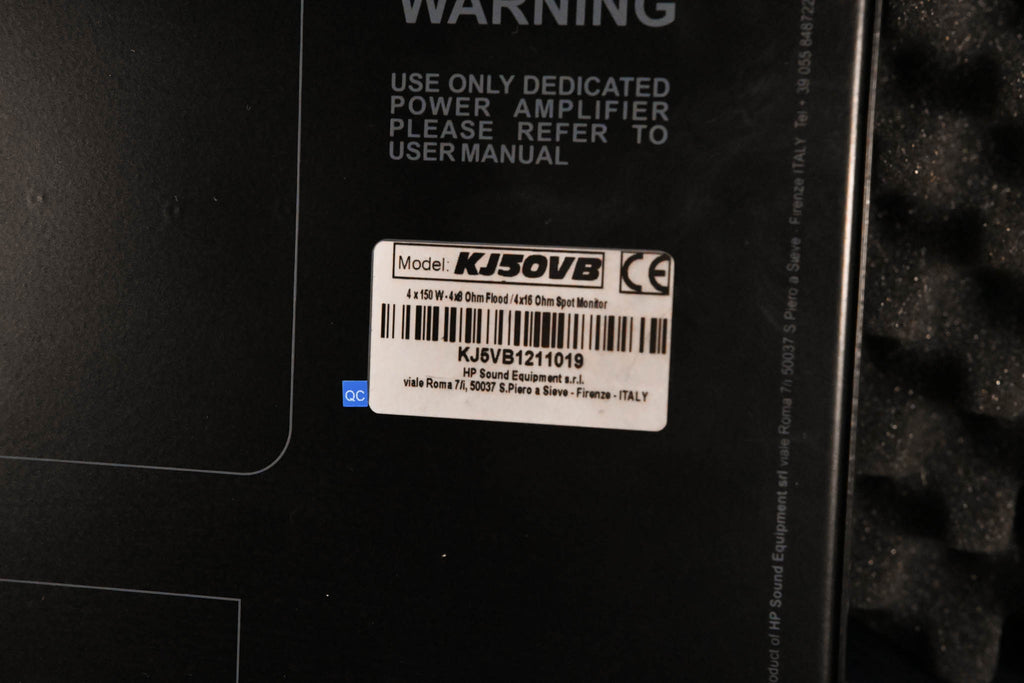 WARNING
USE ONLY DEDICATED
POWER AMPLIFIER
PLEASE REFER TO
USER MANUAL
Model: KJ50VB CE
4 x 150 W - 4x8 Ohm Flood / 4x16 Ohm Spot Monitor
KJ5VB1211019
HP Sound Equipment s.r.l.
viale Roma 7/i, 50037 S.Piero a Sieve - Firenze - ITALY
QC
oduct of HP Sound Equipment srl viale Roma 7/i 50037 S Piero a Sieve - Firenze ITALY Tel + 39 055 848722